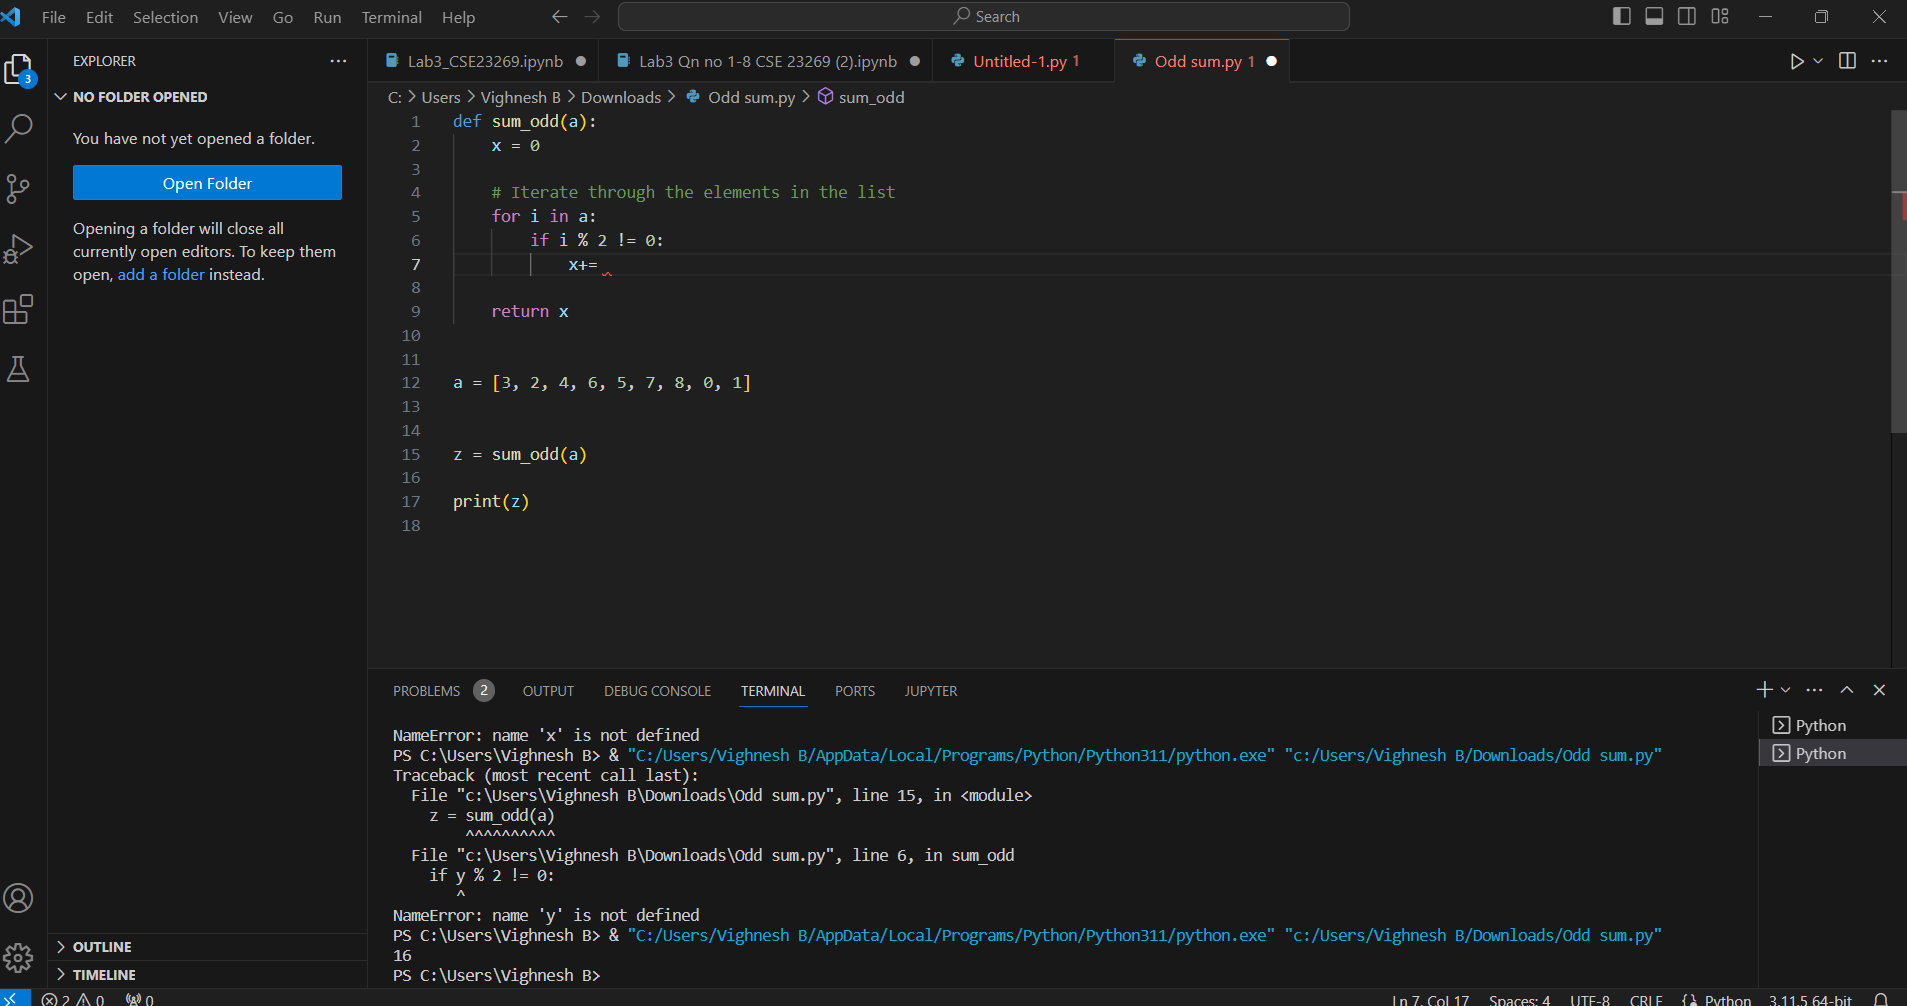 File Edit Selection View Go Run Terminal Help
Search
EXPLORER
NO FOLDER OPENED
You have not yet opened a folder.
Open Folder
Opening a folder will close all
currently open editors. To keep them
open, add a folder instead.
3
OUTLINE
TIMELINE
Lab3_CSE23269.ipynb
Lab3 Qn no 1-8 CSE 23269 (2).ipynb
Untitled-1.py 1
Odd sum.py 1
C: > Users > Vighnesh B > Downloads > Odd sum.py > sum_odd
1 def sum_odd(a):
2 x = 0
3
4 # Iterate through the elements in the list
5 for i in a:
6 if i % 2 != 0:
7 x+=
8
9 return x
10
11
12 a = [3, 2, 4, 6, 5, 7, 8, 0, 1]
13
14
15 z = sum_odd(a)
16
17 print(z)
18
PROBLEMS 2 OUTPUT DEBUG CONSOLE TERMINAL PORTS JUPYTER
NameError: name 'x' is not defined
PS C:\Users\Vighnesh B> & "C:/Users/Vighnesh B/AppData/Local/Programs/Python/Python311/python.exe" "c:/Users/Vighnesh B/Downloads/Odd sum.py"
Traceback (most recent call last):
File "c:\Users\Vighnesh B\Downloads\Odd sum.py", line 15, in <module>
z = sum_odd(a)
^^^^^^^^^^
File "c:\Users\Vighnesh B\Downloads\Odd sum.py", line 6, in sum_odd
if y % 2 != 0:
^
NameError: name 'y' is not defined
PS C:\Users\Vighnesh B> & "C:/Users/Vighnesh B/AppData/Local/Programs/Python/Python311/python.exe" "c:/Users/Vighnesh B/Downloads/Odd sum.py"
16
PS C:\Users\Vighnesh B>
Python
Python
2 0 0
Ln 7, Col 17 Spaces: 4 UTF-8 CRLF Python 3.11.5 64-bit